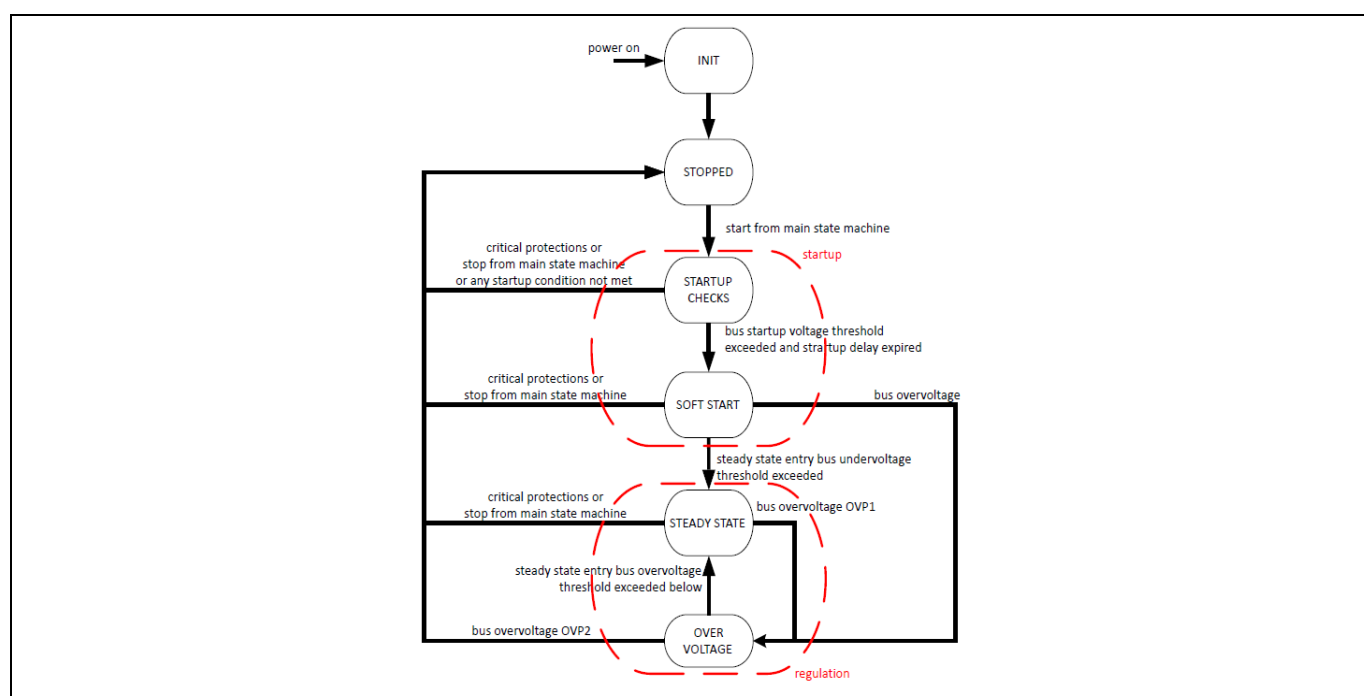 power on
INIT
STOPPED
start from main state machine
critical protections or
stop from main state machine
or any startup condition not met
startup
STARTUP
CHECKS
bus startup voltage threshold
exceeded and strartup delay expired
critical protections or
stop from main state machine
SOFT START
bus overvoltage
steady state entry bus undervoltage
threshold exceeded
critical protections or
stop from main state machine
STEADY STATE
bus overvoltage OVP1
steady state entry bus overvoltage
threshold exceeded below
bus overvoltage OVP2
OVER
VOLTAGE
regulation